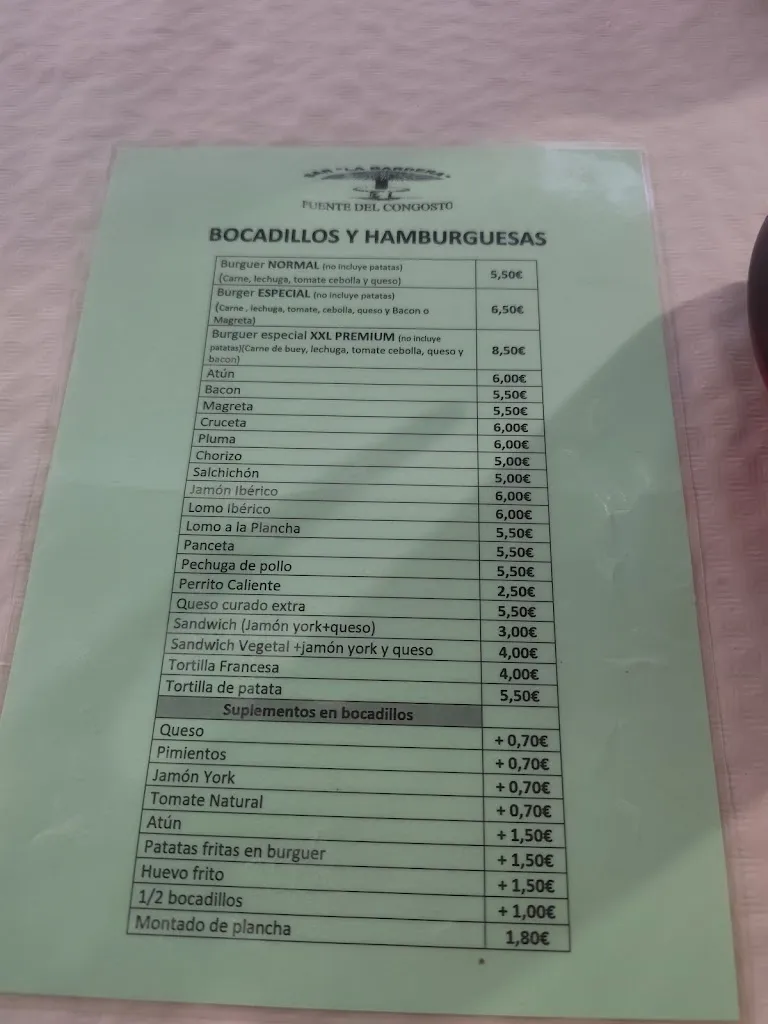 PUENTE DEL CONGOSTO
BOCADILLOS Y HAMBURGUESAS
Burguer NORMAL (no incluye patatas)
(Carne, lechuga, tomate cebolla y queso) 5,50€
Burger ESPECIAL (no incluye patatas)
(Carne , lechuga, tomate, cebolla, queso y Bacon o
Magreta) 6,50€
Burguer especial XXL PREMIUM (no incluye
patatas)(Carne de buey, lechuga, tomate cebolla, queso y
bacon) 8,50€
Atún 6,00€
Bacon 5,50€
Magreta 5,50€
Cruceta 6,00€
Pluma 6,00€
Chorizo 5,00€
Salchichón 5,00€
Jamón Ibérico 6,00€
Lomo Ibérico 6,00€
Lomo a la Plancha 5,50€
Panceta 5,50€
Pechuga de pollo 5,50€
Perrito Caliente 2,50€
Queso curado extra 5,50€
Sandwich (Jamón york+queso) 3,00€
Sandwich Vegetal +jamón york y queso 4,00€
Tortilla Francesa 4,00€
Tortilla de patata 5,50€
Suplementos en bocadillos
Queso + 0,70€
Pimientos + 0,70€
Jamón York + 0,70€
Tomate Natural + 0,70€
Atún + 1,50€
Patatas fritas en burguer + 1,50€
Huevo frito + 1,50€
1/2 bocadillos + 1,00€
Montado de plancha 1,80€